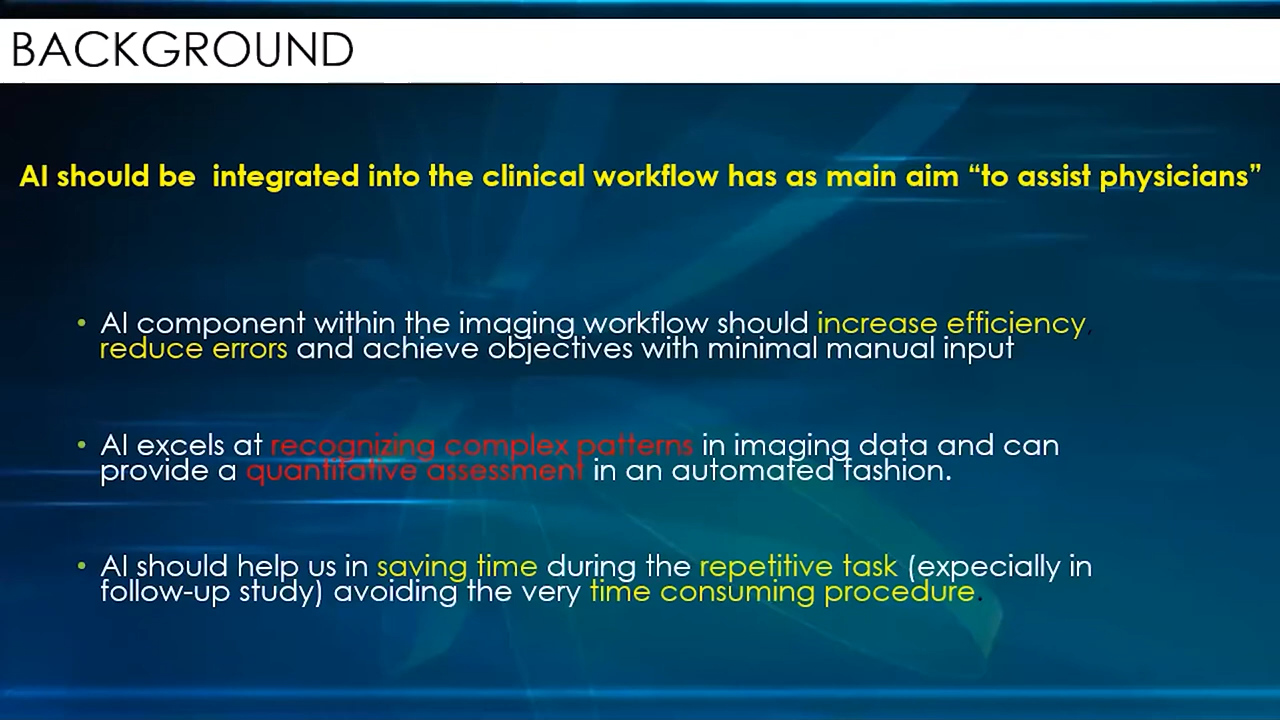 BACKGROUND
AI should be  integrated into the clinical workflow has as main aim “to assist physicians”
• AI component within the imaging workflow should increase efficiency,
reduce errors and achieve objectives with minimal manual input
• AI excels at recognizing complex patterns in imaging data and can
provide a quantitative assessment in an automated fashion.
• AI should help us in saving time during the repetitive task (expecially in
follow-up study) avoiding the very time consuming procedure.